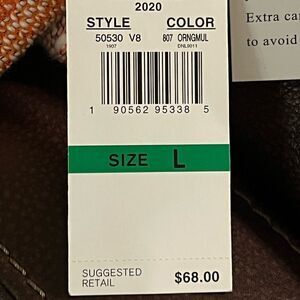 2020
STYLE COLOR
50530 V8 807 ORNGMUL
1907 DNL9011
1 90562 95338 5
SIZE L
SUGGESTED
RETAIL $68.00
Extra car
to avoid